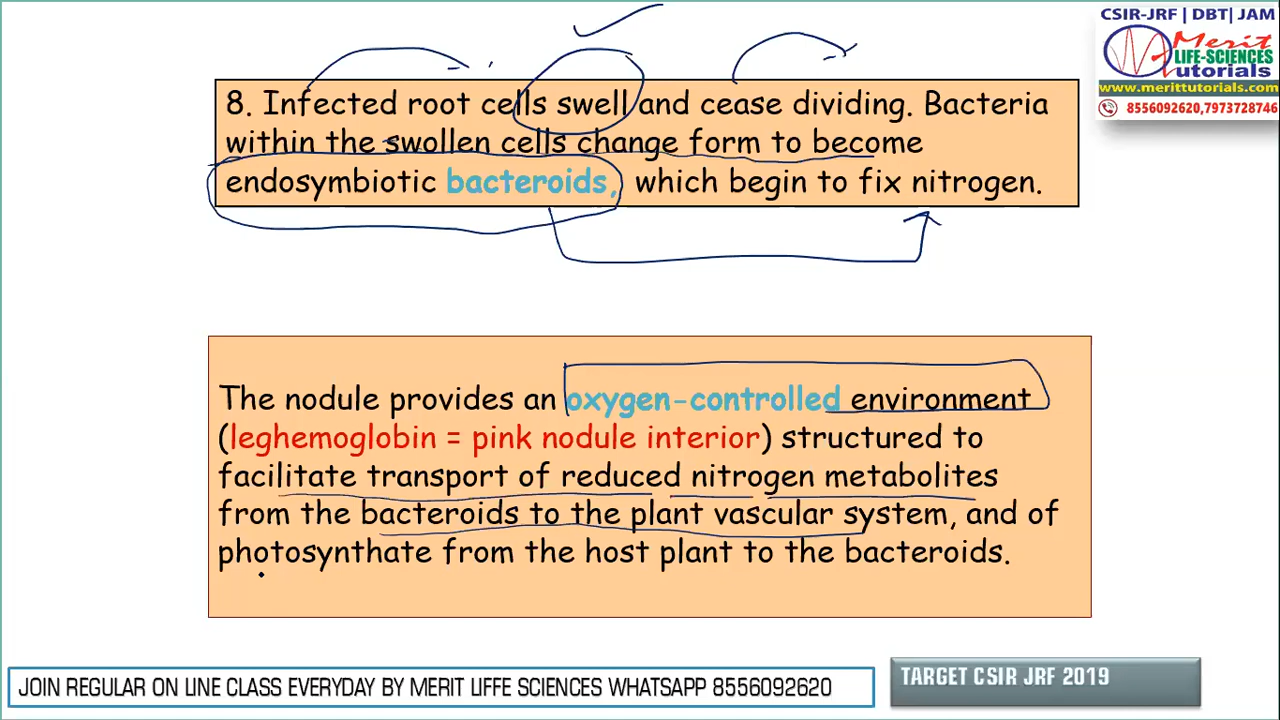 CSIR-JRF | DBT| JAM
Merit
LIFE-SCIENCES
utorials
www.merittutorials.com
8556092620,7973728746
8. Infected root cells swell and cease dividing. Bacteria
within the swollen cells change form to become
endosymbiotic bacteroids, which begin to fix nitrogen.
The nodule provides an oxygen-controlled environment
(leghemoglobin = pink nodule interior) structured to
facilitate transport of reduced nitrogen metabolites
from the bacteroids to the plant vascular system, and of
photosynthate from the host plant to the bacteroids.
JOIN REGULAR ON LINE CLASS EVERYDAY BY MERIT LIFFE SCIENCES WHATSAPP 8556092620
TARGET CSIR JRF 2019